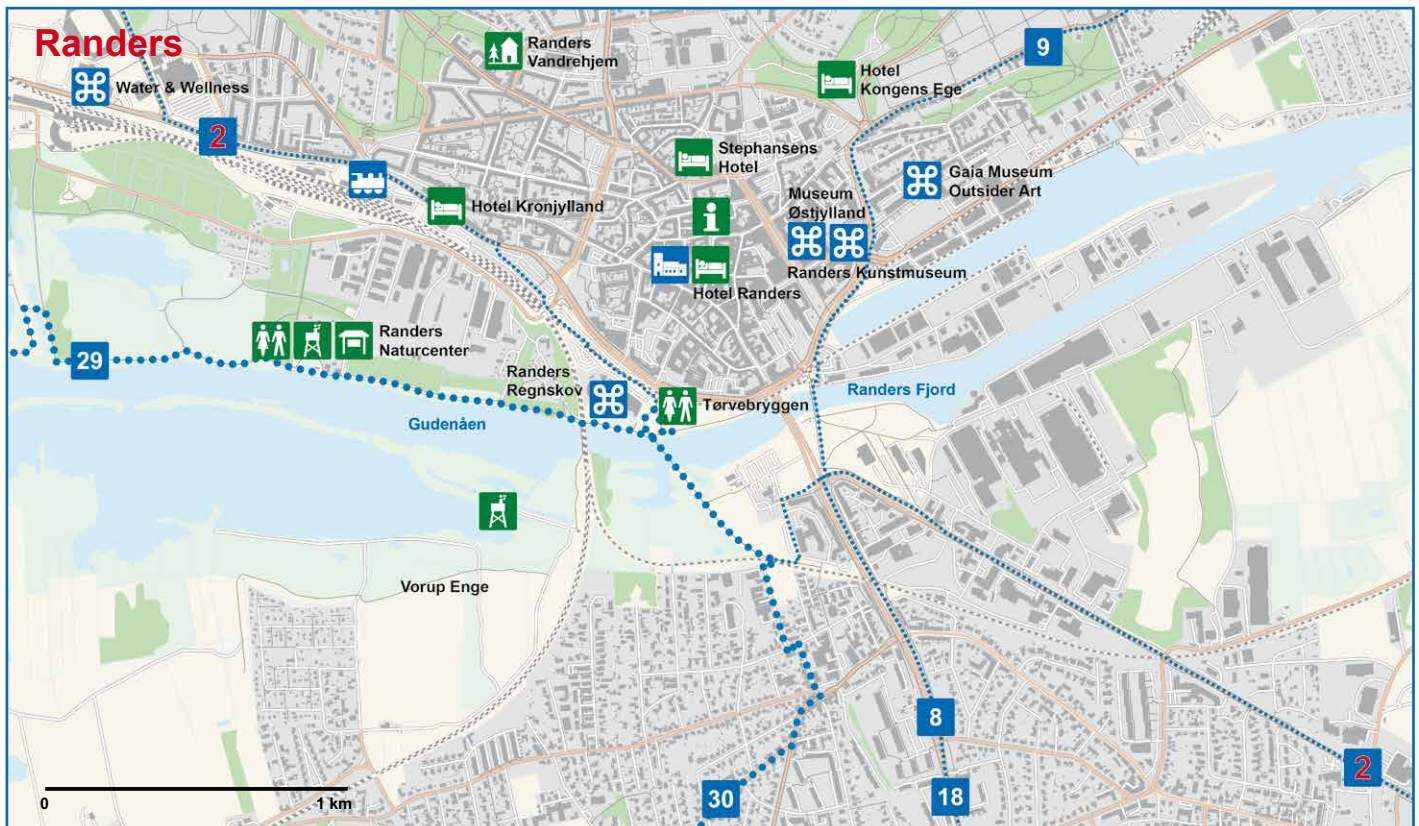 Randers
Randers
Vandrehjem
9
Hotel
Kongens Ege
Water & Wellness
2
Stephansens
Hotel
Gaia Museum
Outsider Art
Museum
Østjylland
Hotel Kronjylland
i
Randers Kunstmuseum
Hotel Randers
29
Randers
Naturcenter
Randers
Regnskov
Tørvebryggen
Randers Fjord
Gudenåen
Vorup Enge
8
2
30
18
0
1 km